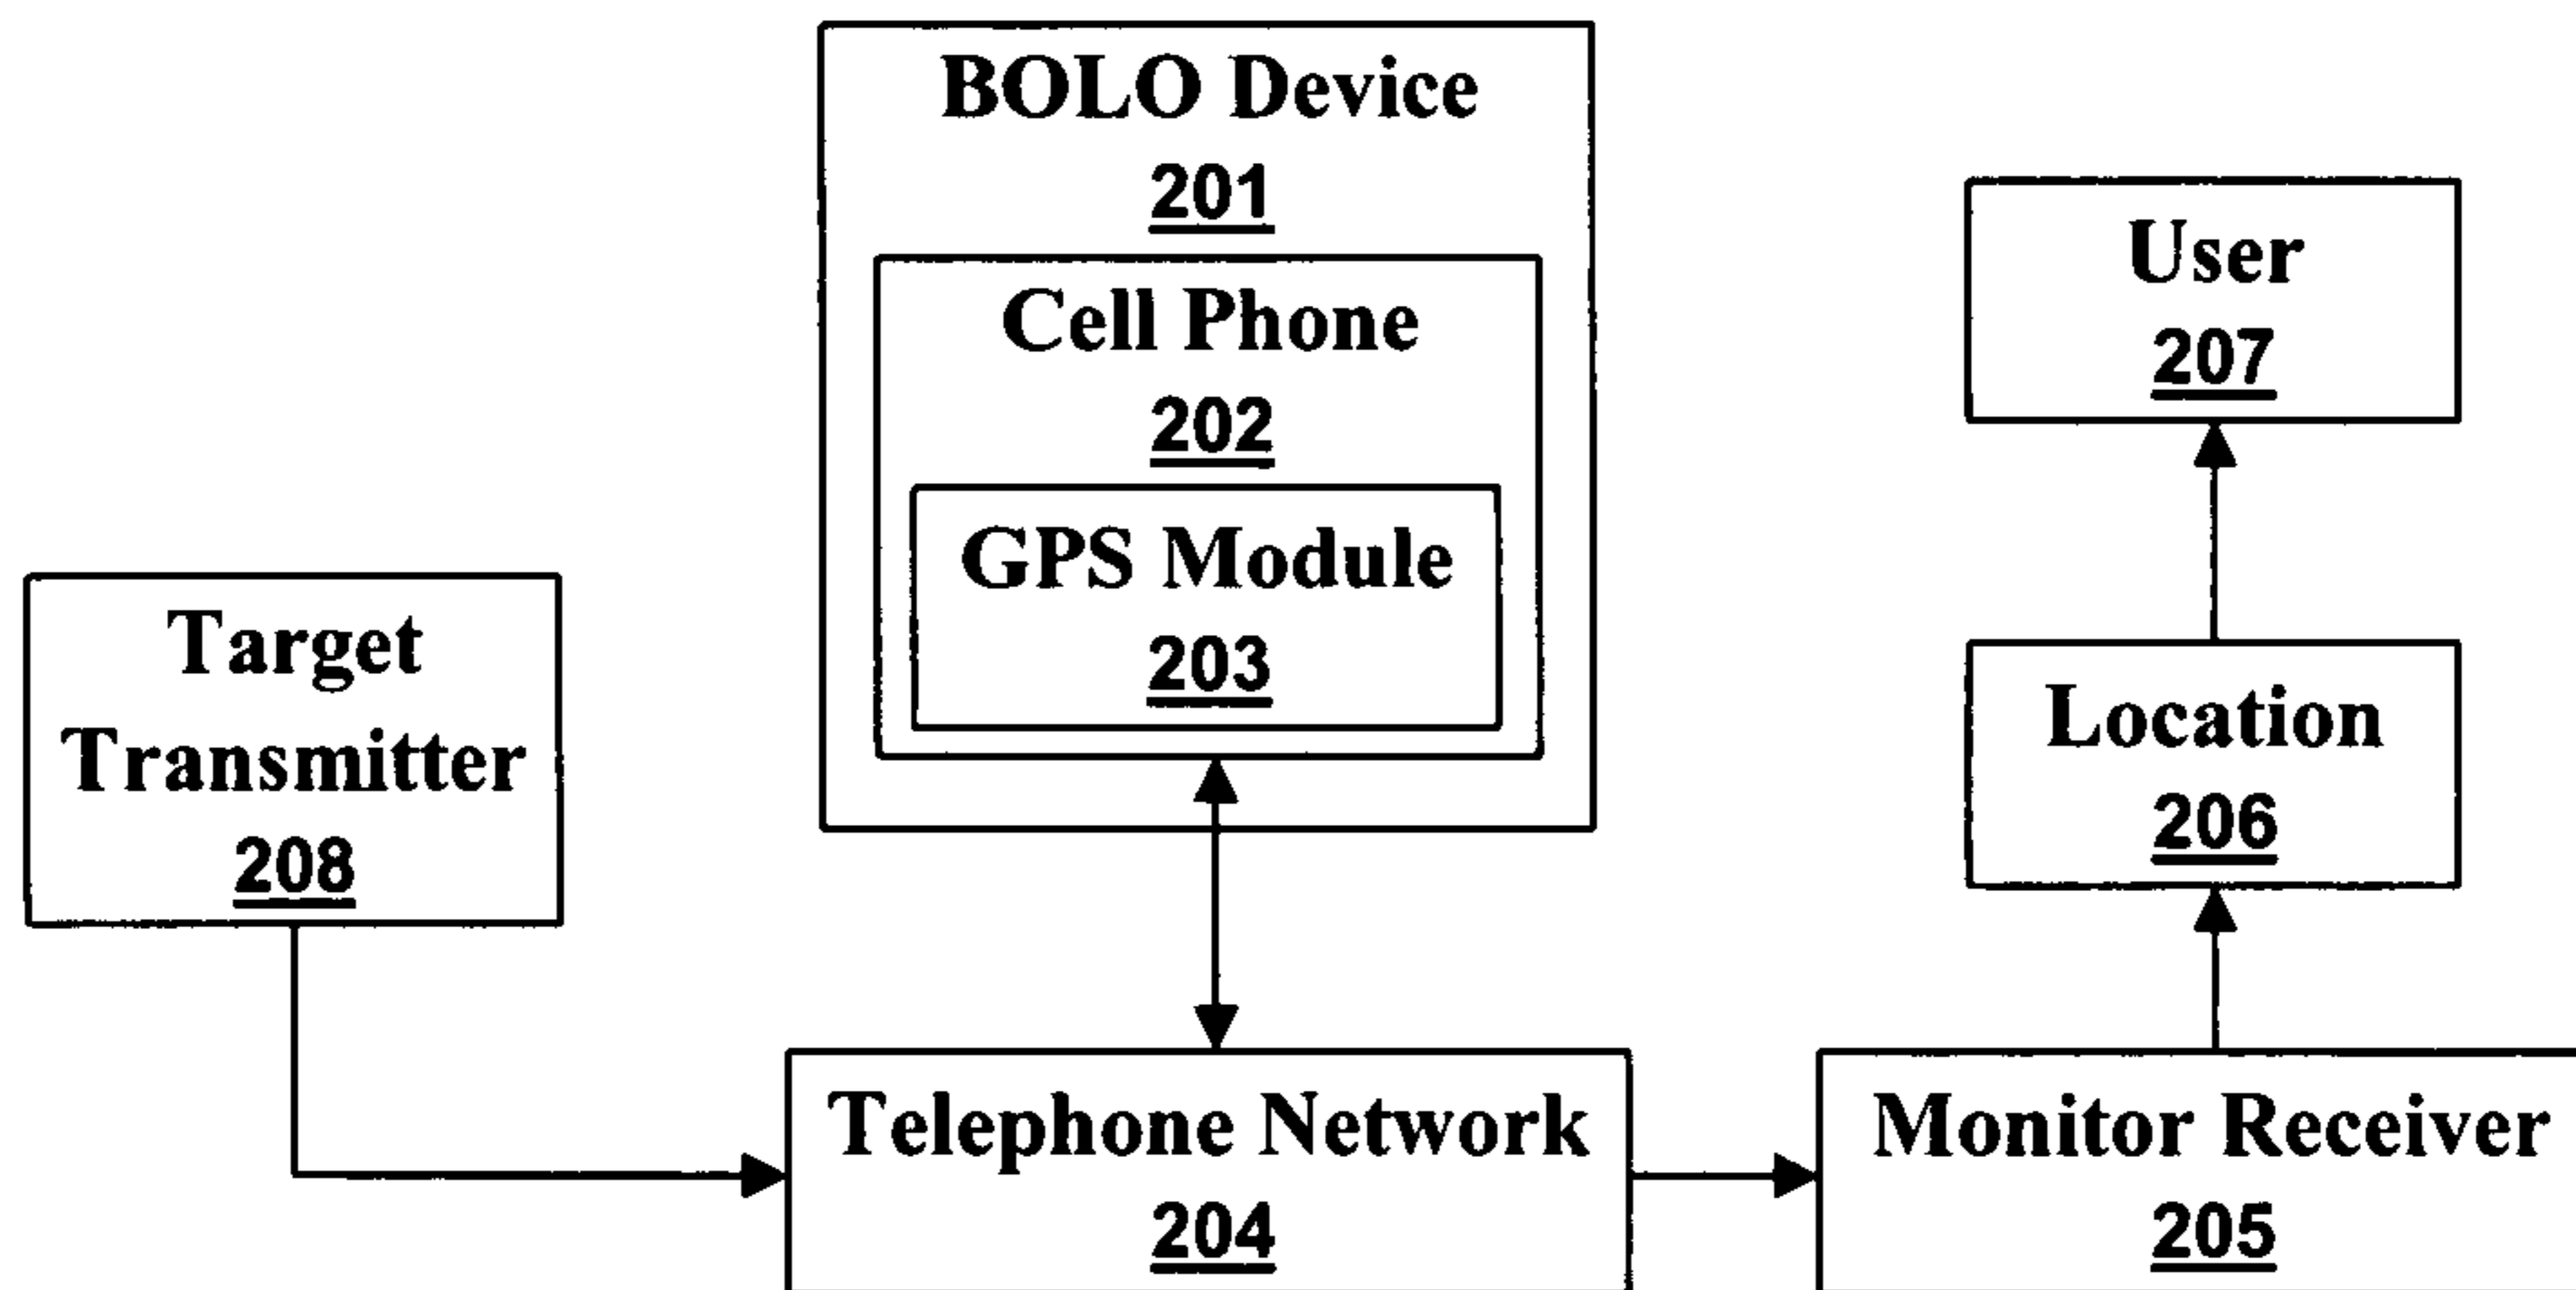 BOLO Device
201
Cell Phone
202
GPS Module
203
User
207
Target
Transmitter
208
Location
206
Telephone Network
204
Monitor Receiver
205